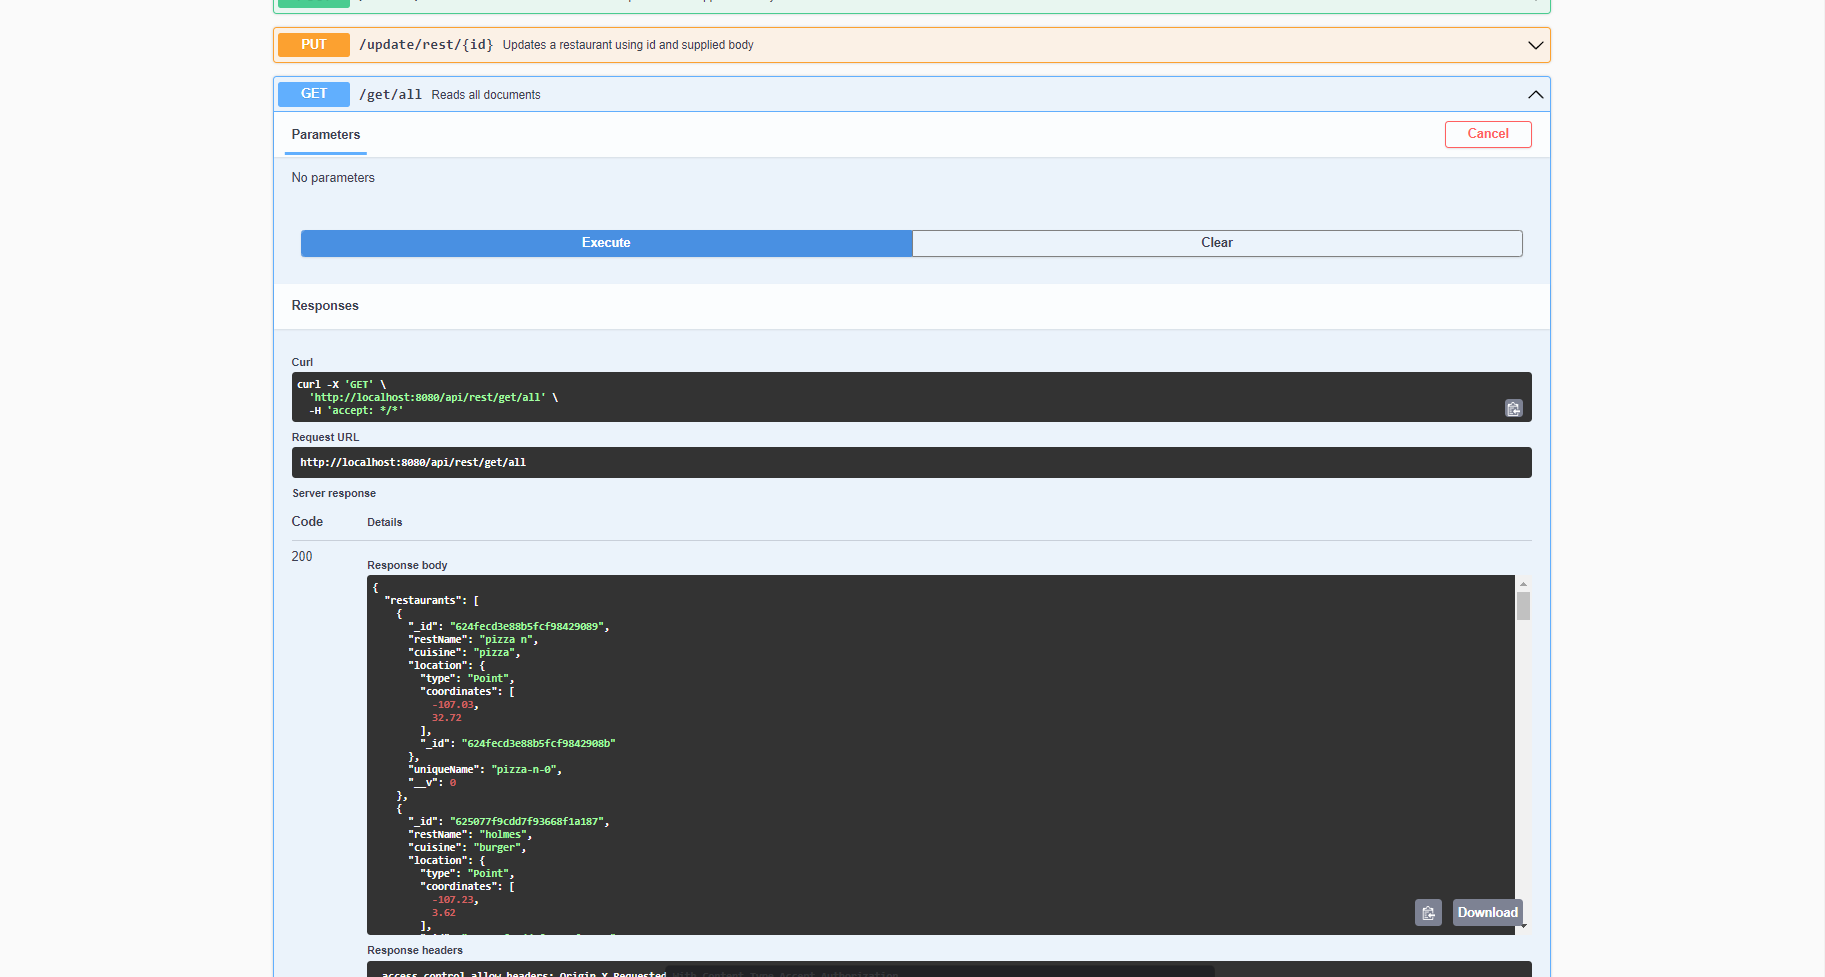 PUT /update/rest/{id} Updates a restaurant using id and supplied body
GET /get/all Reads all documents
Parameters
Cancel
No parameters
Execute
Clear
Responses
Curl
curl -X 'GET' \
'http://localhost:8080/api/rest/get/all' \
-H 'accept: */*'
Request URL
http://localhost:8080/api/rest/get/all
Server response
Code Details
200
Response body
{
"restaurants": [
{
"_id": "624fecd3e88b5fcf98429089",
"restName": "pizza n",
"cuisine": "pizza",
"location": {
"type": "Point",
"coordinates": [
-107.03,
32.72
],
"_id": "624fecd3e88b5fcf9842908b"
},
"uniqueName": "pizza-n-0",
"__v": 0
},
{
"_id": "625077f9cdd7f93668f1a187",
"restName": "holmes",
"cuisine": "burger",
"location": {
"type": "Point",
"coordinates": [
-107.23,
3.62
],
Download
Response headers
access-control-allow-headers: Origin,X-Requested-With,Content-Type,Accept,Authorization